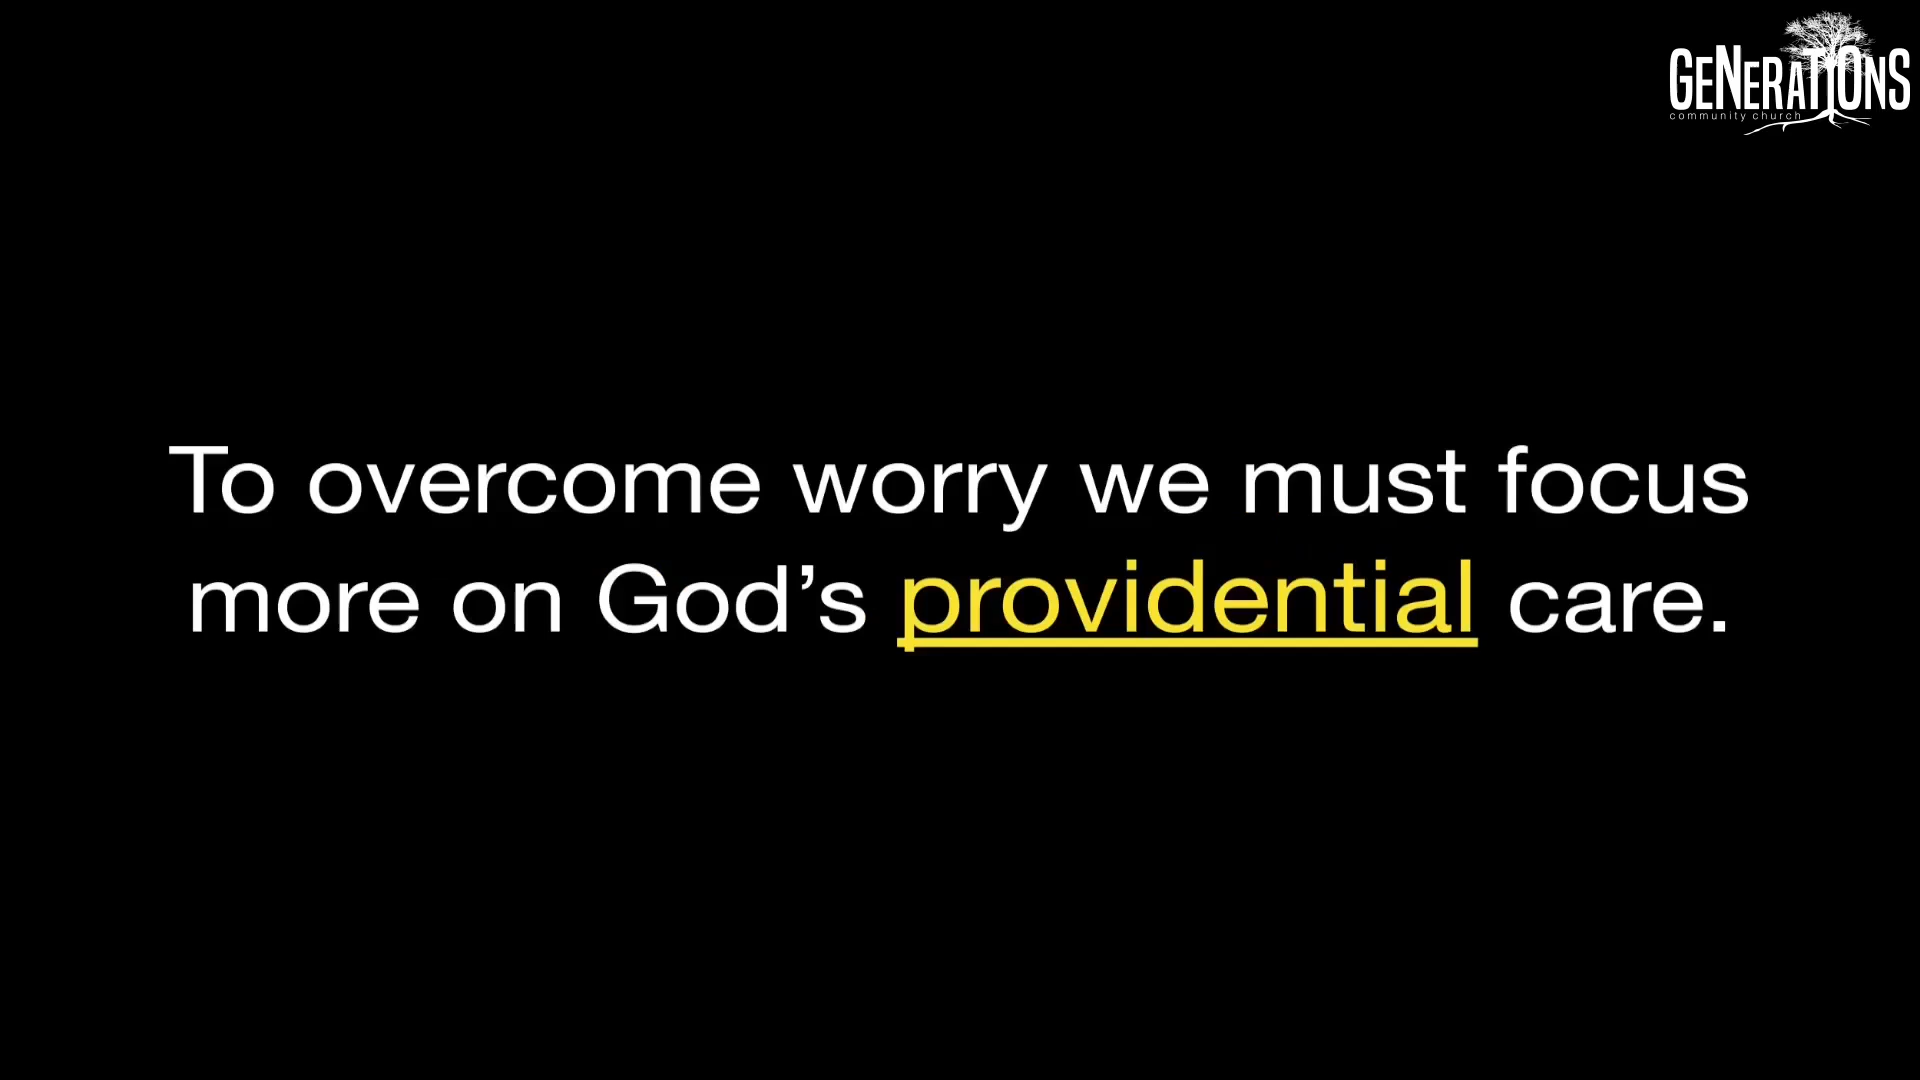 GENERATIONS
community church
To overcome worry we must focus
more on God’s providential care.